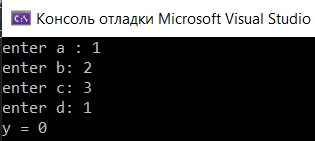 Консоль отладки Microsoft Visual Studio
enter a : 1
enter b: 2
enter c: 3
enter d: 1
y = 0